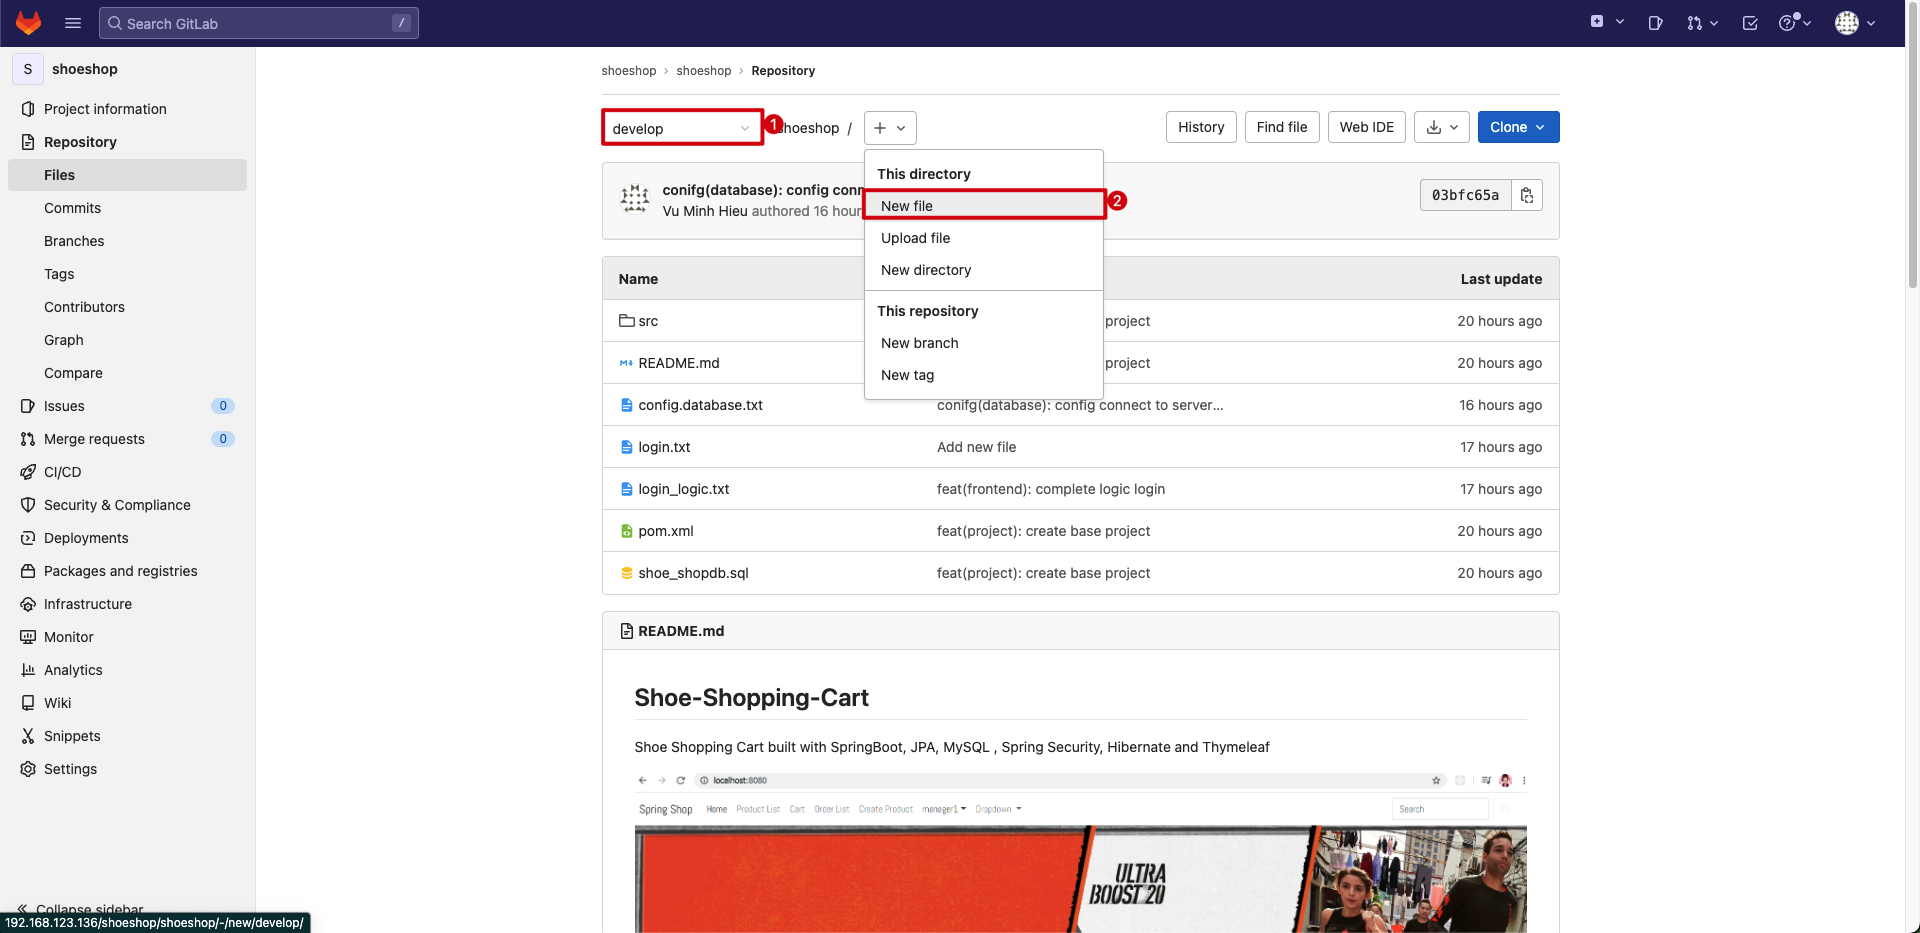 Search GitLab /
S shoeshop
Project information
Repository
Files
Commits
Branches
Tags
Contributors
Graph
Compare
Issues 0
Merge requests 0
CI/CD
Security & Compliance
Deployments
Packages and registries
Infrastructure
Monitor
Analytics
Wiki
Snippets
Settings
Collapse sidebar
192.168.123.136/shoeshop/shoeshop/-/new/develop/
shoeshop › shoeshop › Repository
develop 1 hoeshop / +
History Find file Web IDE Clone
This directory
New file 2
Upload file
New directory
This repository
New branch
New tag
conifg(database): config conn
Vu Minh Hieu authored 16 hour
03bfc65a
Name Last update
src project 20 hours ago
README.md project 20 hours ago
config.database.txt conifg(database): config connect to server... 16 hours ago
login.txt Add new file 17 hours ago
login_logic.txt feat(frontend): complete logic login 17 hours ago
pom.xml feat(project): create base project 20 hours ago
shoe_shopdb.sql feat(project): create base project 20 hours ago
README.md
Shoe-Shopping-Cart
Shoe Shopping Cart built with SpringBoot, JPA, MySQL , Spring Security, Hibernate and Thymeleaf
localhost:8080
Spring Shop Home Product List Cart Order List Create Product manager1 Dropdown Search
ULTRA
BOOST 20